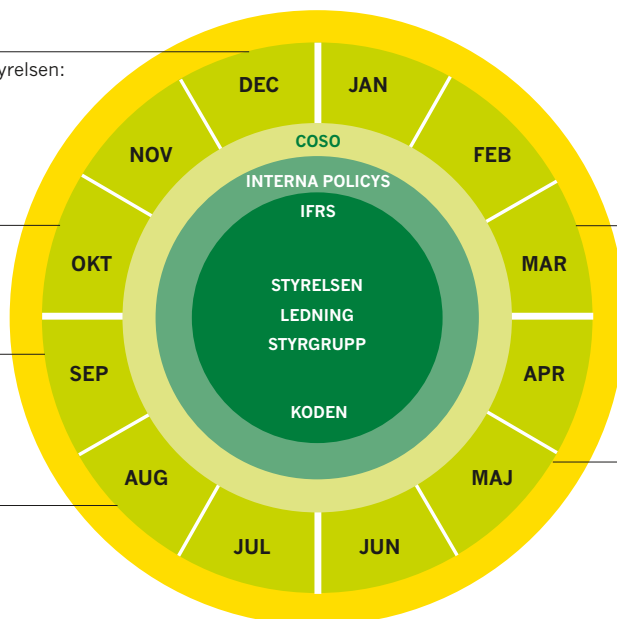 yrelsen:
DEC
JAN
NOV
FEB
OKT
MAR
SEP
APR
AUG
MAJ
JUL
JUN
COSO
INTERNA POLICYS
IFRS
STYRELSEN
LEDNING
STYRGRUPP
KODEN